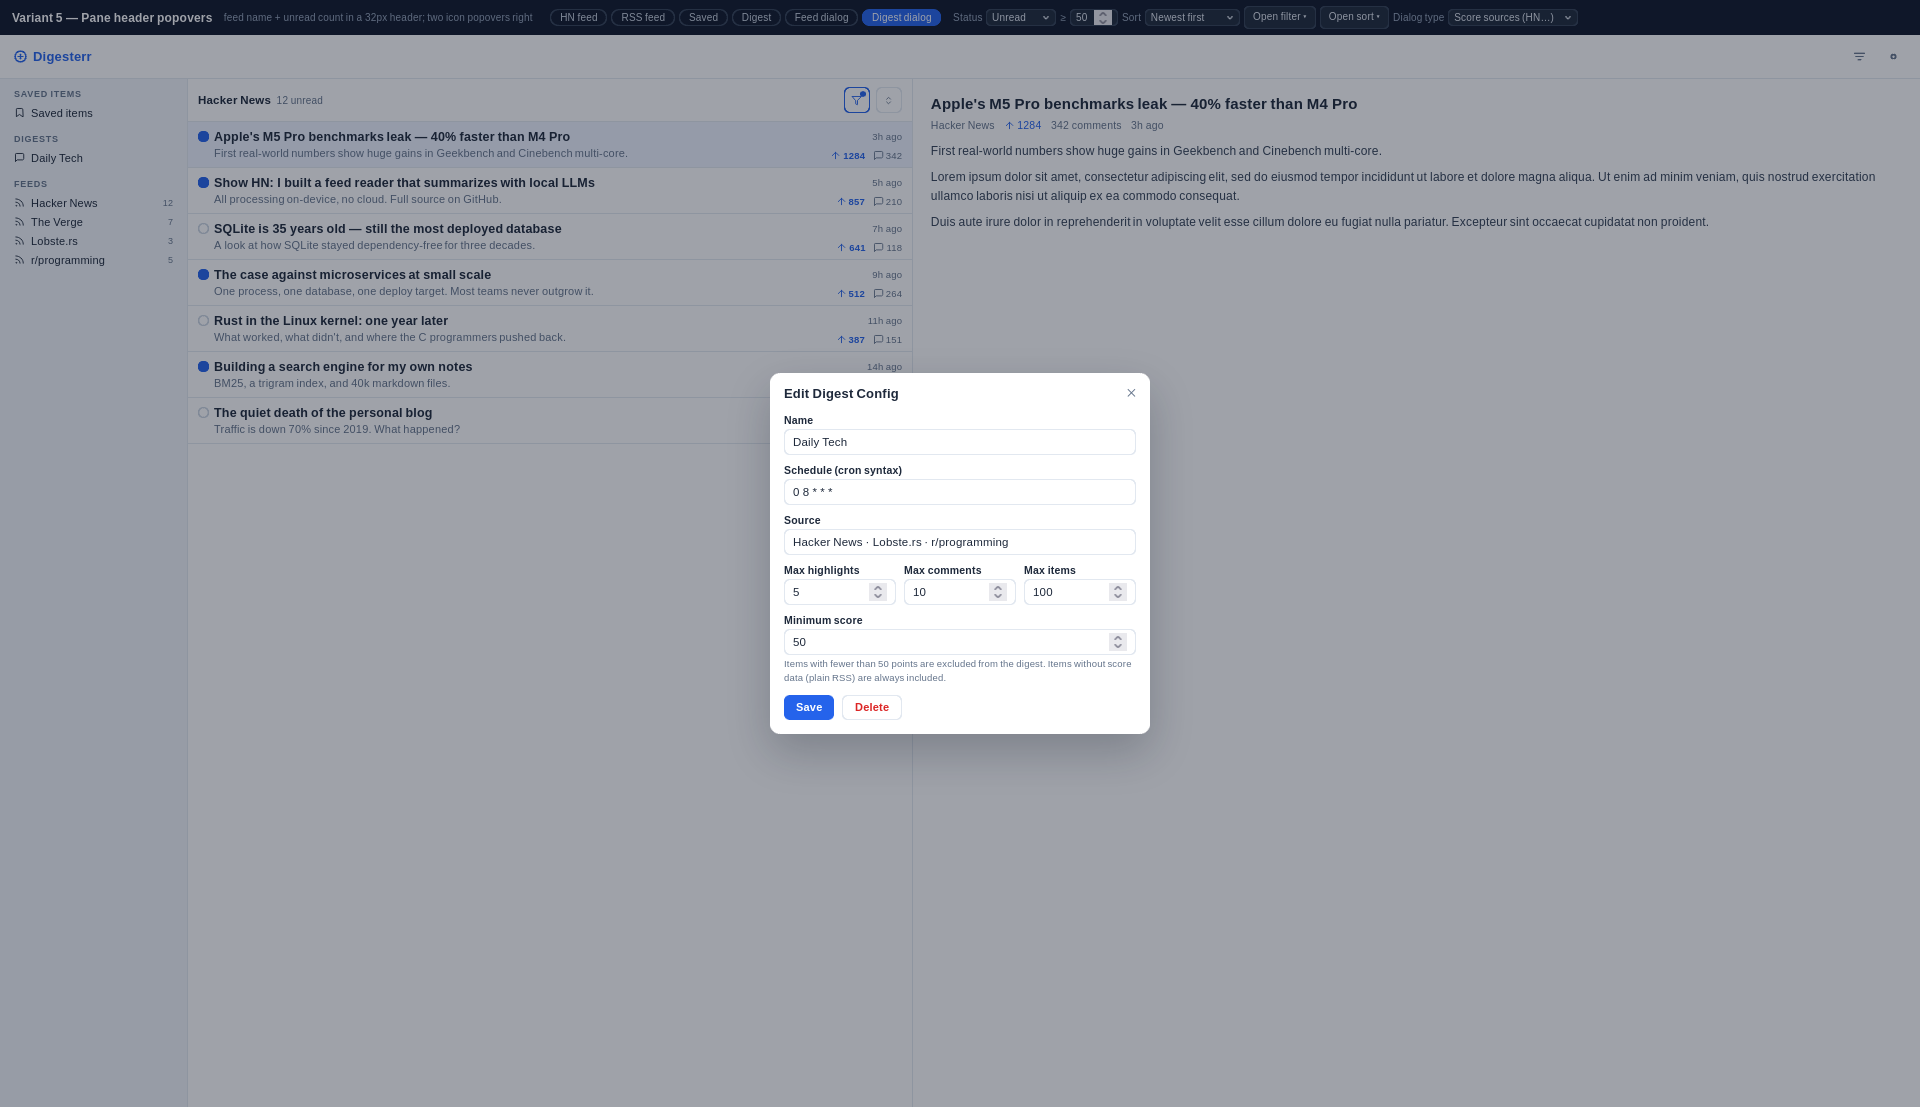 Variant 5 — Pane header popovers feed name + unread count in a 32px header; two icon popovers right HN feed RSS feed Saved Digest Feed dialog Digest dialog Status Unread ≥ 50 Sort Newest first Open filter Open sort Dialog type Score sources (HN…)
Digesterr
SAVED ITEMS
Saved items
DIGESTS
Daily Tech
FEEDS
Hacker News 12
The Verge 7
Lobste.rs 3
r/programming 5
Hacker News 12 unread
Apple's M5 Pro benchmarks leak — 40% faster than M4 Pro 3h ago
First real-world numbers show huge gains in Geekbench and Cinebench multi-core. 1284 342
Show HN: I built a feed reader that summarizes with local LLMs 5h ago
All processing on-device, no cloud. Full source on GitHub. 857 210
SQLite is 35 years old — still the most deployed database 7h ago
A look at how SQLite stayed dependency-free for three decades. 641 118
The case against microservices at small scale 9h ago
One process, one database, one deploy target. Most teams never outgrow it. 512 264
Rust in the Linux kernel: one year later 11h ago
What worked, what didn't, and where the C programmers pushed back. 387 151
Building a search engine for my own notes 14h ago
BM25, a trigram index, and 40k markdown files.
The quiet death of the personal blog
Traffic is down 70% since 2019. What happened?
Apple's M5 Pro benchmarks leak — 40% faster than M4 Pro
Hacker News 1284 342 comments 3h ago
First real-world numbers show huge gains in Geekbench and Cinebench multi-core.
Lorem ipsum dolor sit amet, consectetur adipiscing elit, sed do eiusmod tempor incididunt ut labore et dolore magna aliqua. Ut enim ad minim veniam, quis nostrud exercitation
ullamco laboris nisi ut aliquip ex ea commodo consequat.
Duis aute irure dolor in reprehenderit in voluptate velit esse cillum dolore eu fugiat nulla pariatur. Excepteur sint occaecat cupidatat non proident.
Edit Digest Config
Name
Daily Tech
Schedule (cron syntax)
0 8 * * *
Source
Hacker News · Lobste.rs · r/programming
Max highlights Max comments Max items
5 10 100
Minimum score
50
Items with fewer than 50 points are excluded from the digest. Items without score
data (plain RSS) are always included.
Save Delete